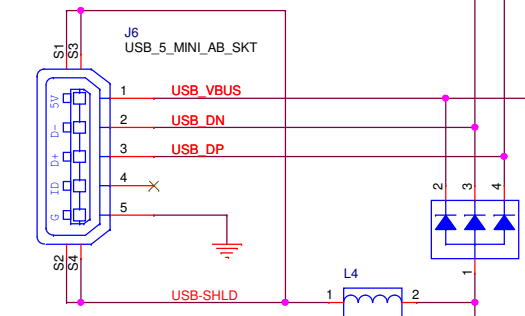 J6
USB_5_MINI_AB_SKT
S1
S3
1
USB_VBUS
5V
2
USB_DN
D-
3
USB_DP
D+
4
ID
5
G
2
3
4
S2
S4
1
L4
USB-SHLD
1
2